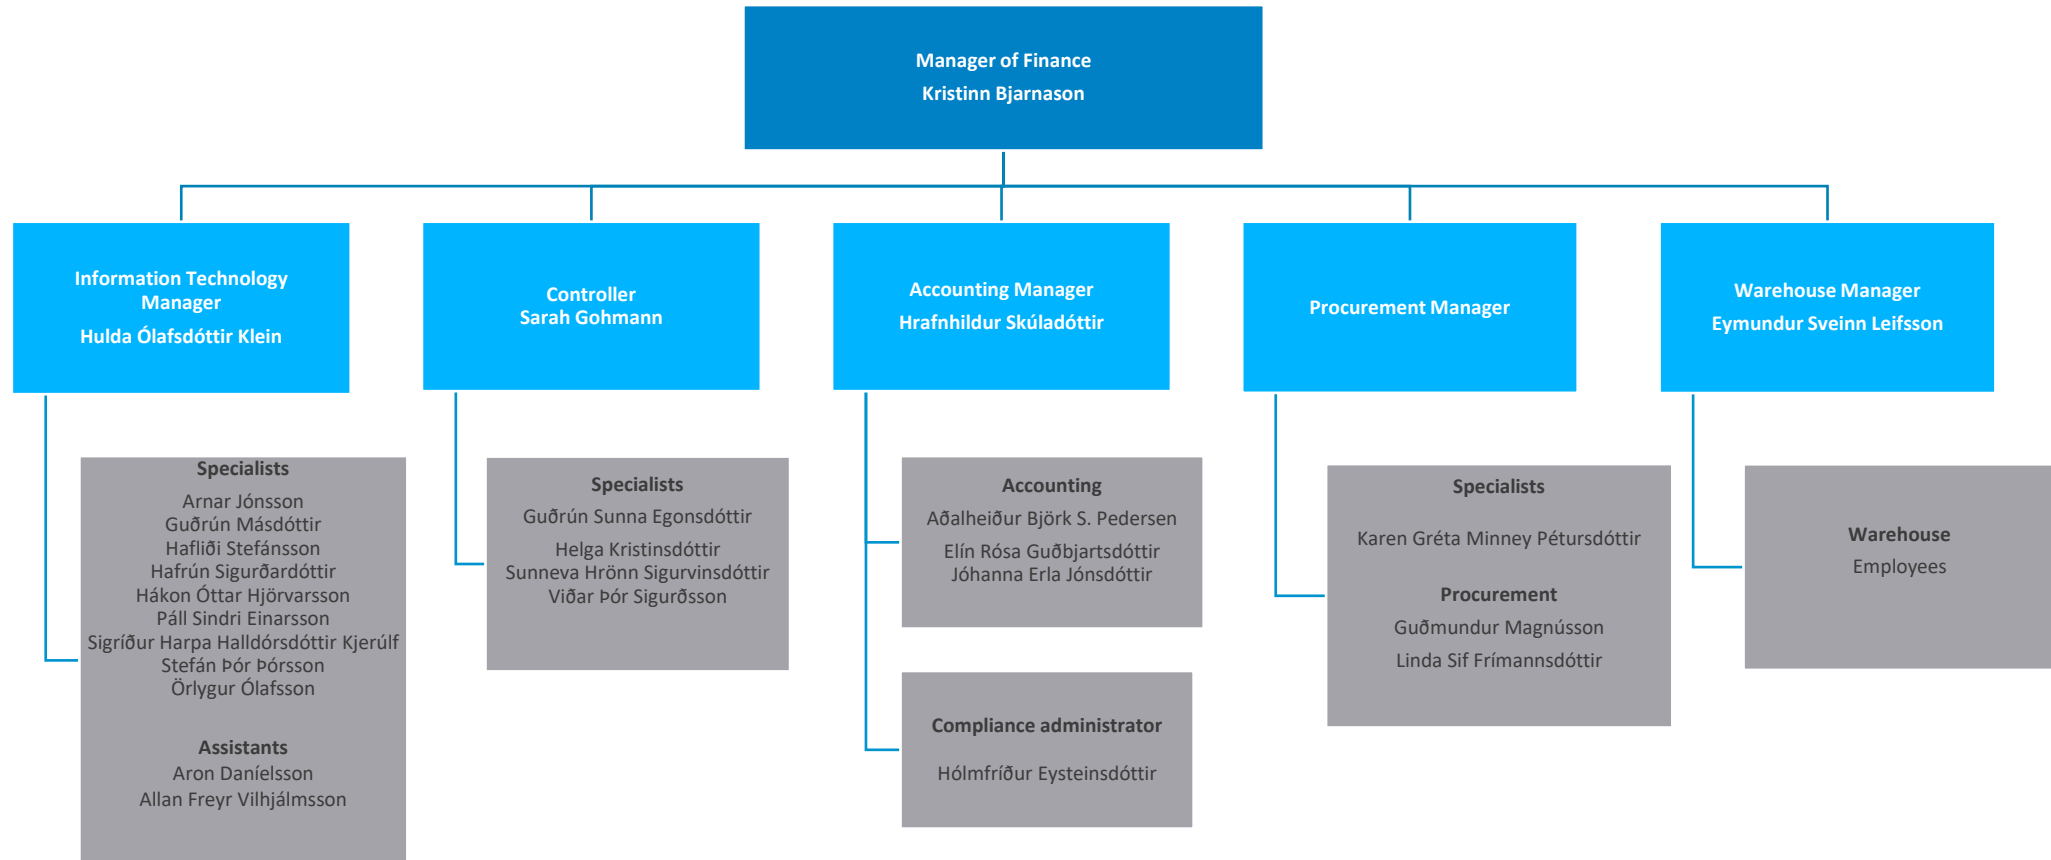 Manager of Finance
Kristinn Bjarnason
Information Technology
Manager
Hulda Ólafsdóttir Klein
Controller
Sarah Gohmann
Accounting Manager
Hrafnhildur Skúladóttir
Procurement Manager
Warehouse Manager
Eymundur Sveinn Leifsson
Specialists
Arnar Jónsson
Guðrún Másdóttir
Hafliði Stefánsson
Hafrún Sigurðardóttir
Hákon Óttar Hjörvarsson
Páll Sindri Einarsson
Sigríður Harpa Halldórsdóttir Kjerúlf
Stefán Þór Þórsson
Örlygur Ólafsson
Assistants
Aron Daníelsson
Allan Freyr Vilhjálmsson
Specialists
Guðrún Sunna Egonsdóttir
Helga Kristinsdóttir
Sunneva Hrönn Sigurvinsdóttir
Viðar Þór Sigurðsson
Accounting
Aðalheiður Björk S. Pedersen
Elín Rósa Guðbjartsdóttir
Jóhanna Erla Jónsdóttir
Compliance administrator
Hólmfríður Eysteinsdóttir
Specialists
Karen Gréta Minney Pétursdóttir
Procurement
Guðmundur Magnússon
Linda Sif Frímannsdóttir
Warehouse
Employees